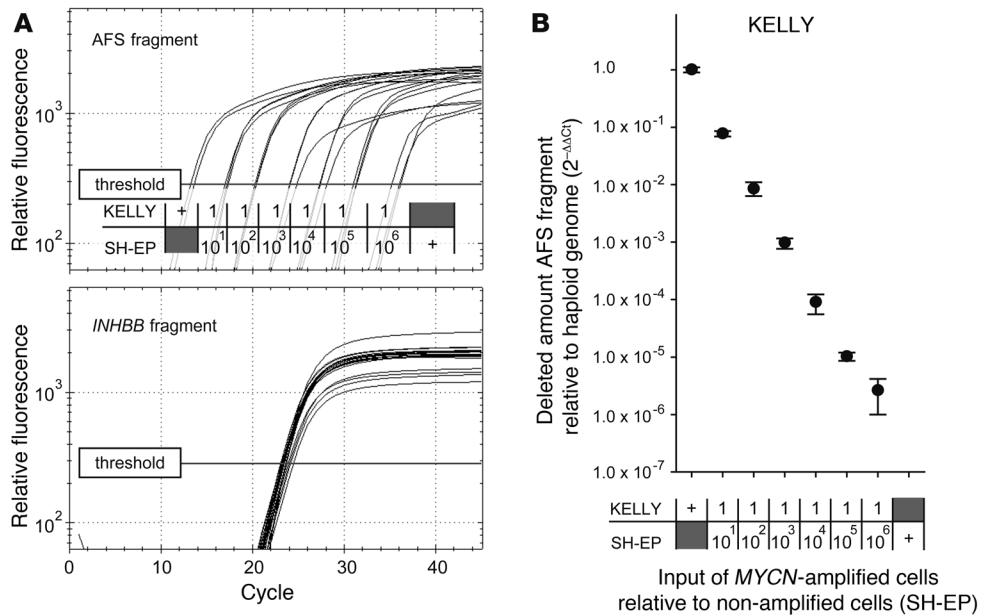 A
AFS fragment
Relative fluorescence
10³
10²
threshold
KELLY + 1 1 1 1 1 1
SH-EP 10¹ 10² 10³ 10⁴ 10⁵ 10⁶ +
INHBB fragment
Relative fluorescence
10³
10²
threshold
0 10 20 30 40
Cycle
B
KELLY
Deleted amount AFS fragment
relative to haploid genome (2⁻ΔΔCt)
1.0
1.0 x 10⁻¹
1.0 x 10⁻²
1.0 x 10⁻³
1.0 x 10⁻⁴
1.0 x 10⁻⁵
1.0 x 10⁻⁶
1.0 x 10⁻⁷
KELLY + 1 1 1 1 1 1
SH-EP 10¹ 10² 10³ 10⁴ 10⁵ 10⁶ +
Input of MYCN-amplified cells
relative to non-amplified cells (SH-EP)